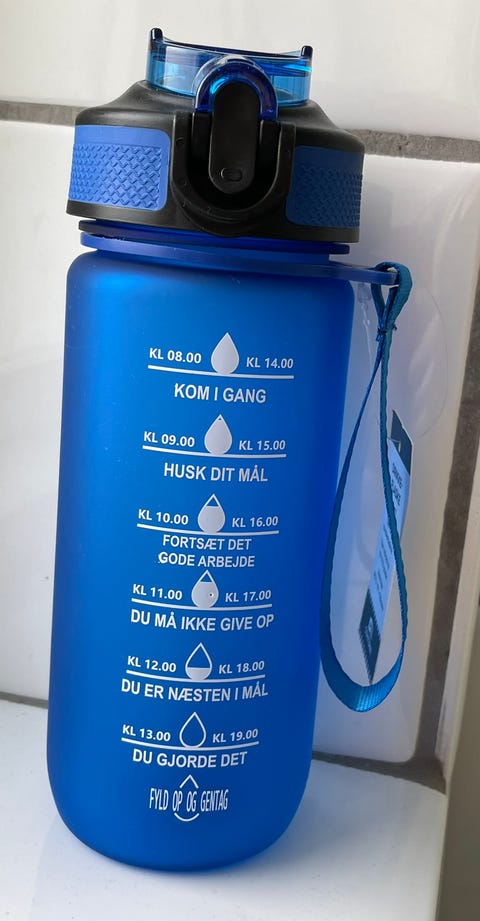 KL 08.00 KL 14.00
KOM I GANG
KL 09.00 KL 15.00
HUSK DIT MÅL
KL 10.00 KL 16.00
FORTSÆT DET
GODE ARBEJDE
KL 11.00 KL 17.00
DU MÅ IKKE GIVE OP
KL 12.00 KL 18.00
DU ER NÆSTEN I MÅL
KL 13.00 KL 19.00
DU GJORDE DET
FYLD OP OG GENTAG